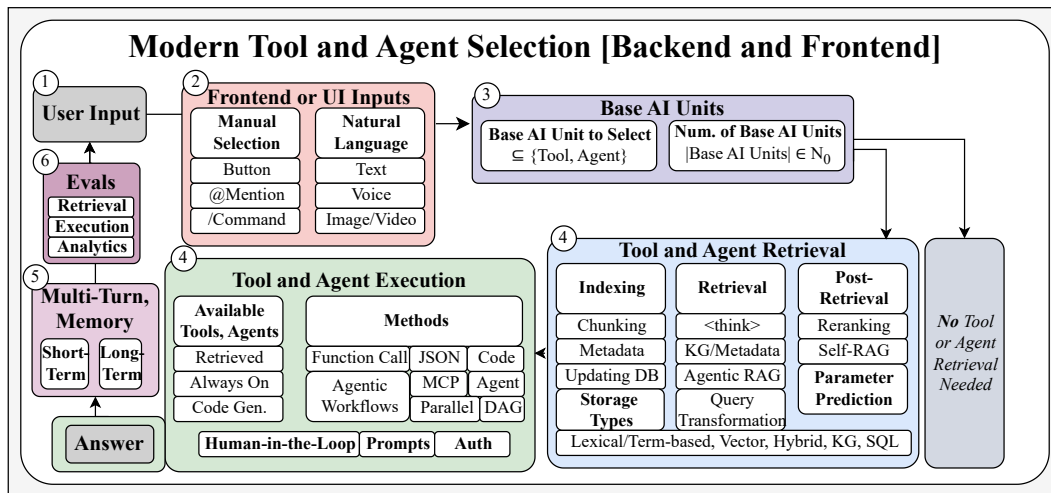 Modern Tool and Agent Selection [Backend and Frontend]
1
User Input
2
Frontend or UI Inputs
Manual
Selection
Button
@Mention
/Command
Natural
Language
Text
Voice
Image/Video
3
Base AI Units
Base AI Unit to Select
⊆ {Tool, Agent}
Num. of Base AI Units
|Base AI Units| ∈ N₀
4
Tool and Agent Retrieval
Indexing
Chunking
Metadata
Updating DB
Storage
Types
Retrieval
<think>
KG/Metadata
Agentic RAG
Query
Transformation
Post-
Retrieval
Reranking
Self-RAG
Parameter
Prediction
Lexical/Term-based, Vector, Hybrid, KG, SQL
No Tool
or Agent
Retrieval
Needed
4
Tool and Agent Execution
Available
Tools, Agents
Retrieved
Always On
Code Gen.
Methods
Function Call
JSON
Code
Agentic
Workflows
MCP
Agent
Parallel
DAG
Human-in-the-Loop
Prompts
Auth
Answer
5
Multi-Turn,
Memory
Short-
Term
Long-
Term
6
Evals
Retrieval
Execution
Analytics